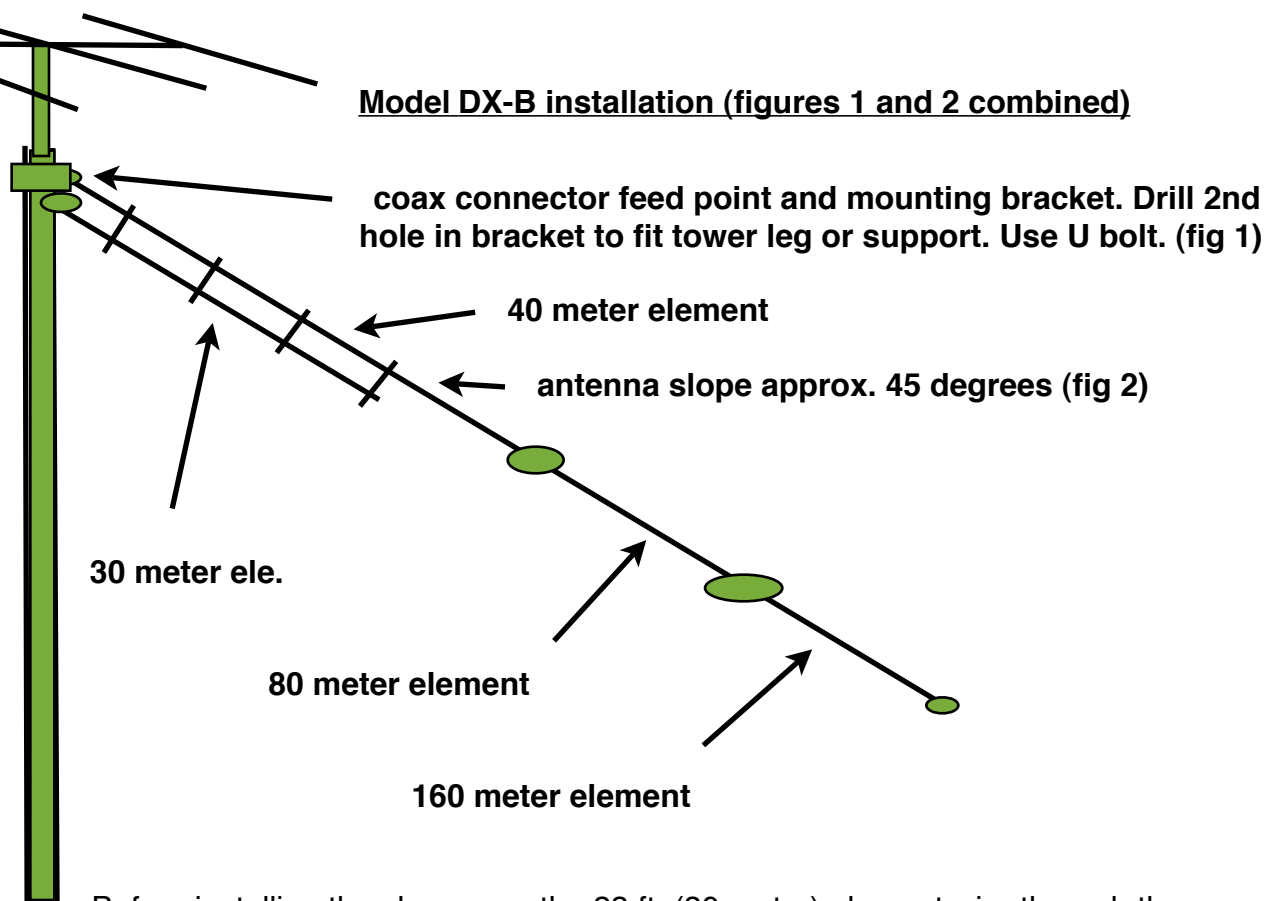 Model DX-B installation (figures 1 and 2 combined)
coax connector feed point and mounting bracket. Drill 2nd
hole in bracket to fit tower leg or support. Use U bolt. (fig 1)
40 meter element
antenna slope approx. 45 degrees (fig 2)
30 meter ele.
80 meter element
160 meter element